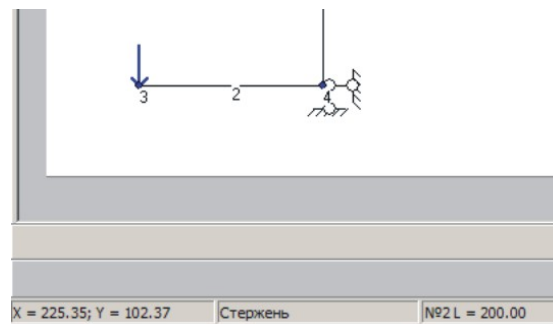 3 2 4
X = 225.35; Y = 102.37 Стержень №2 L = 200.00